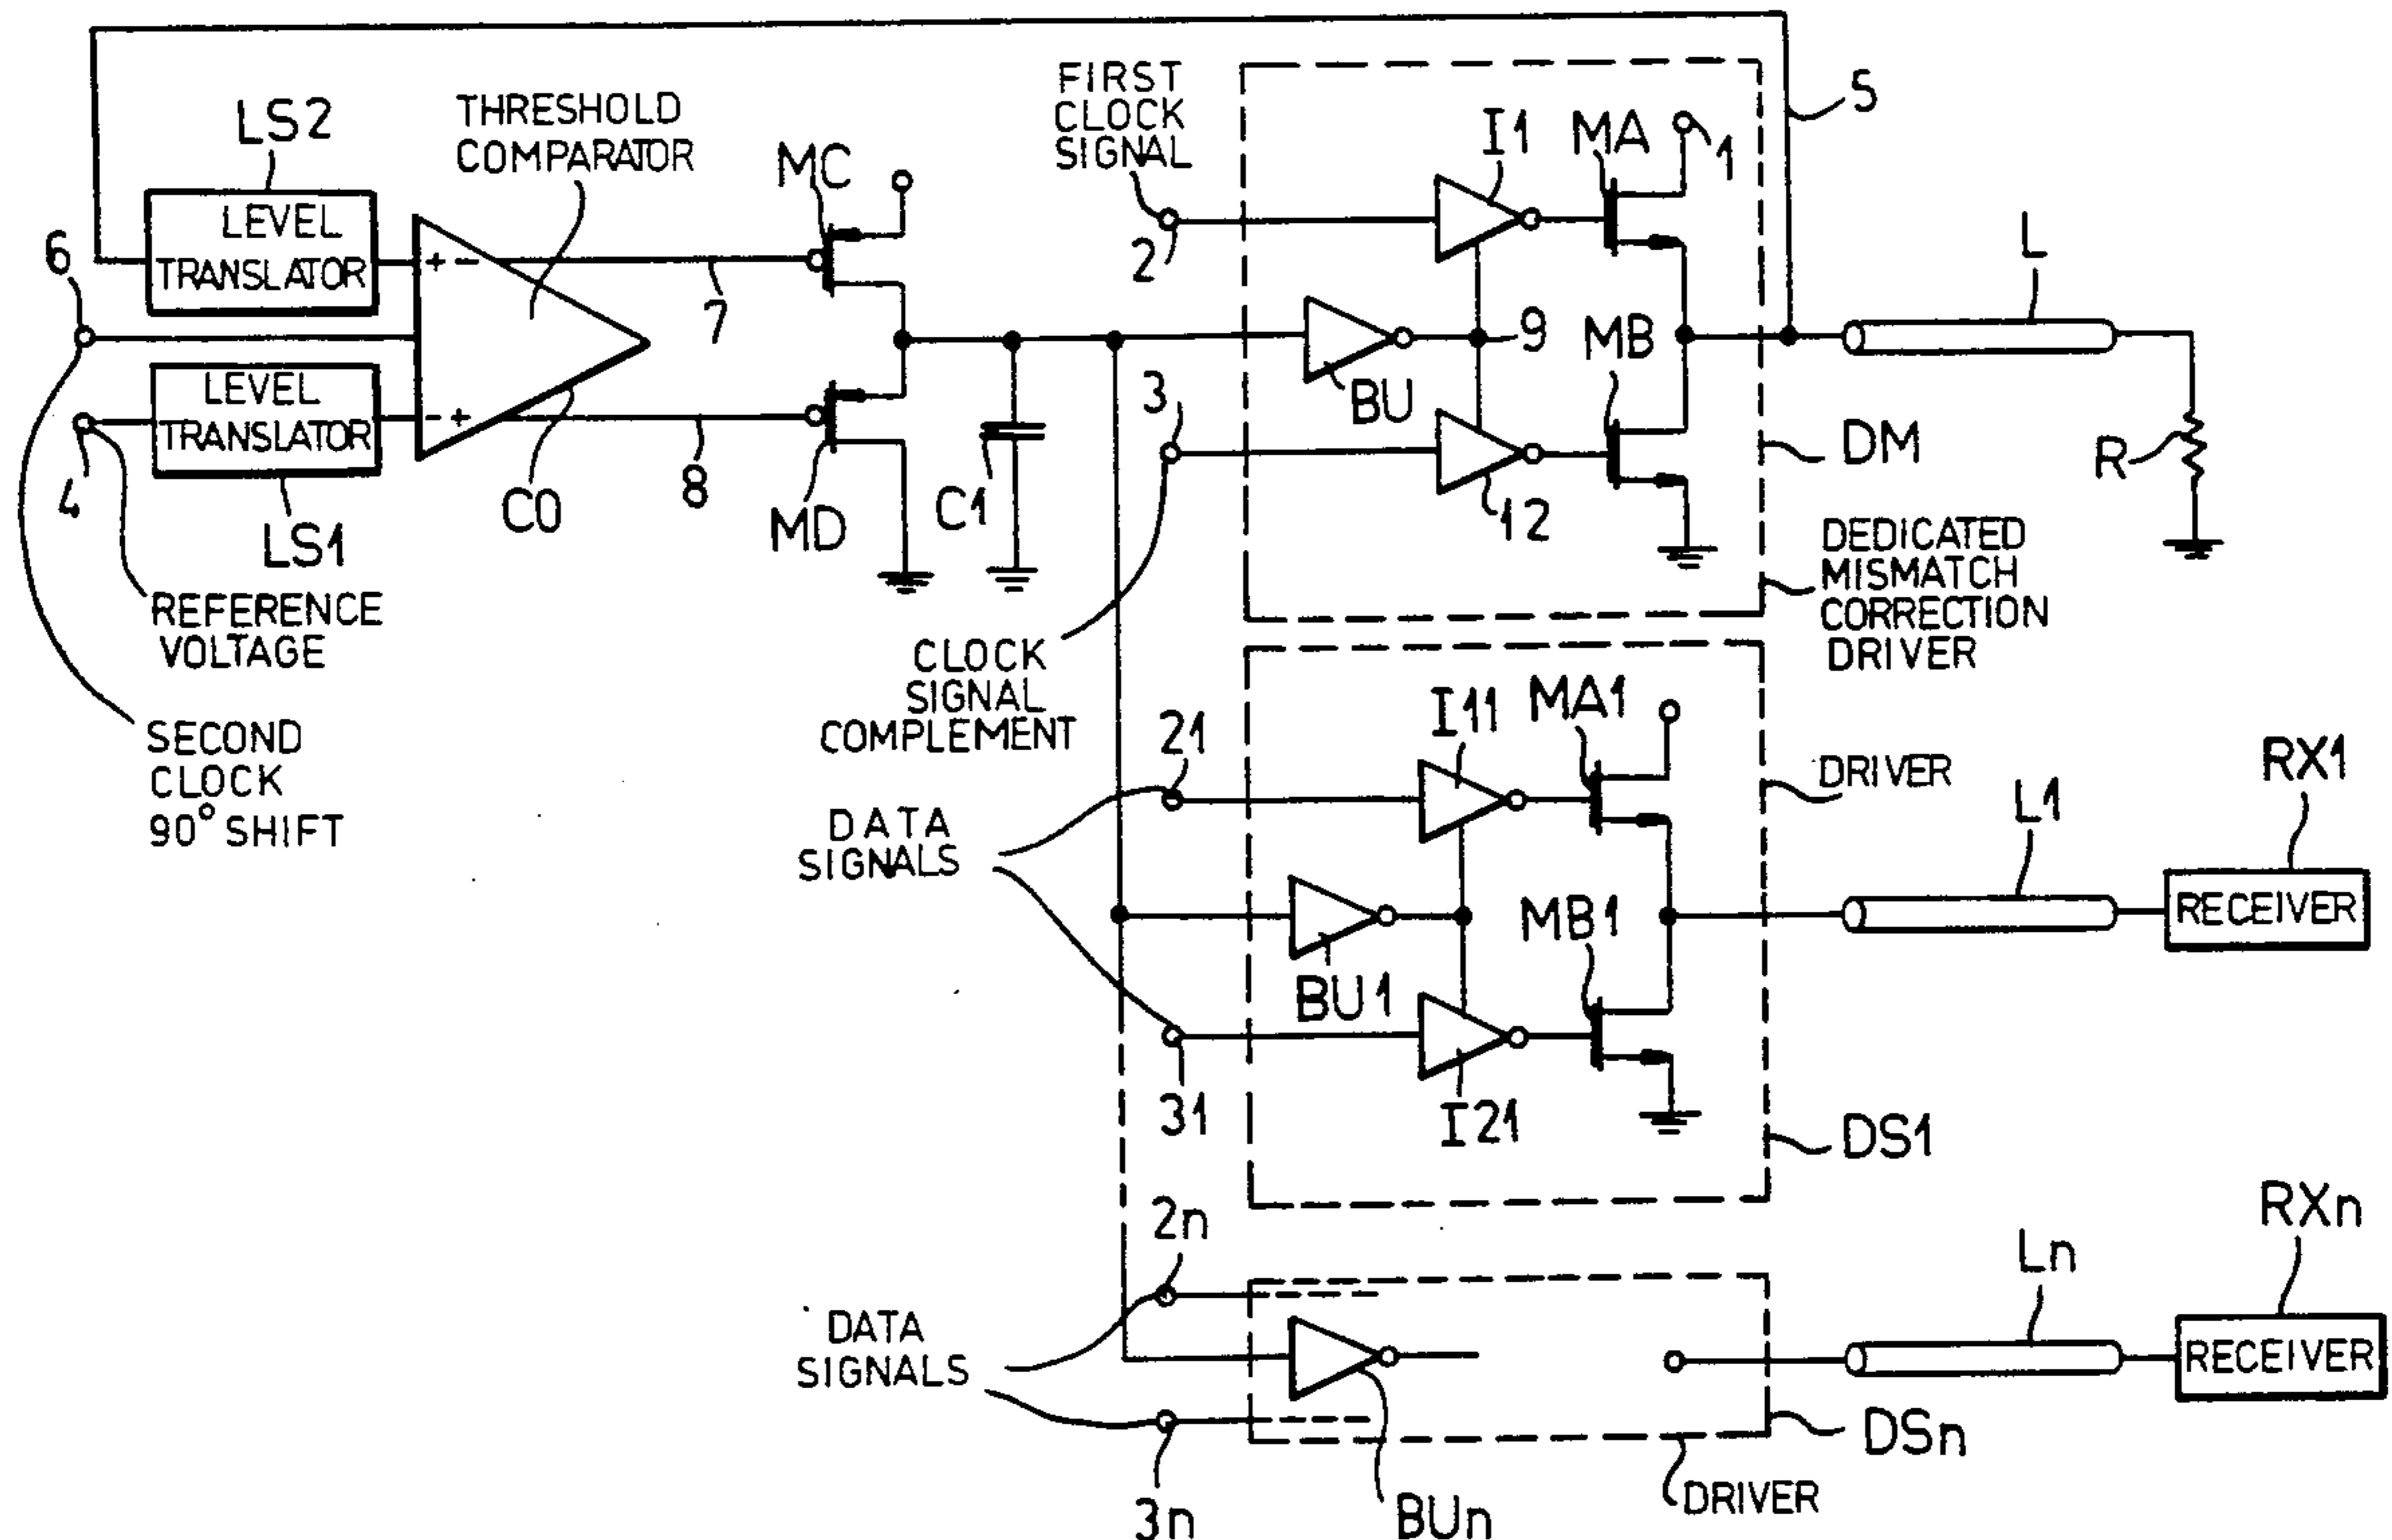 FIRST
CLOCK
SIGNAL
5
LS2
THRESHOLD
COMPARATOR
I1
MA
1
MC
LEVEL
TRANSLATOR
6
+ -
7
2
L
9
MB
BU
LEVEL
TRANSLATOR
- +
4
3
8
C0
MD
C1
12
DM
R
LS1
REFERENCE
VOLTAGE
DEDICATED
MISMATCH
CORRECTION
DRIVER
CLOCK
SIGNAL
COMPLEMENT
SECOND
CLOCK
90° SHIFT
21
I11
MA1
DRIVER
RX1
DATA
SIGNALS
L1
MB1
RECEIVER
BU1
31
I21
DS1
2n
RXn
Ln
DATA
SIGNALS
RECEIVER
DSn
3n
BUn
DRIVER